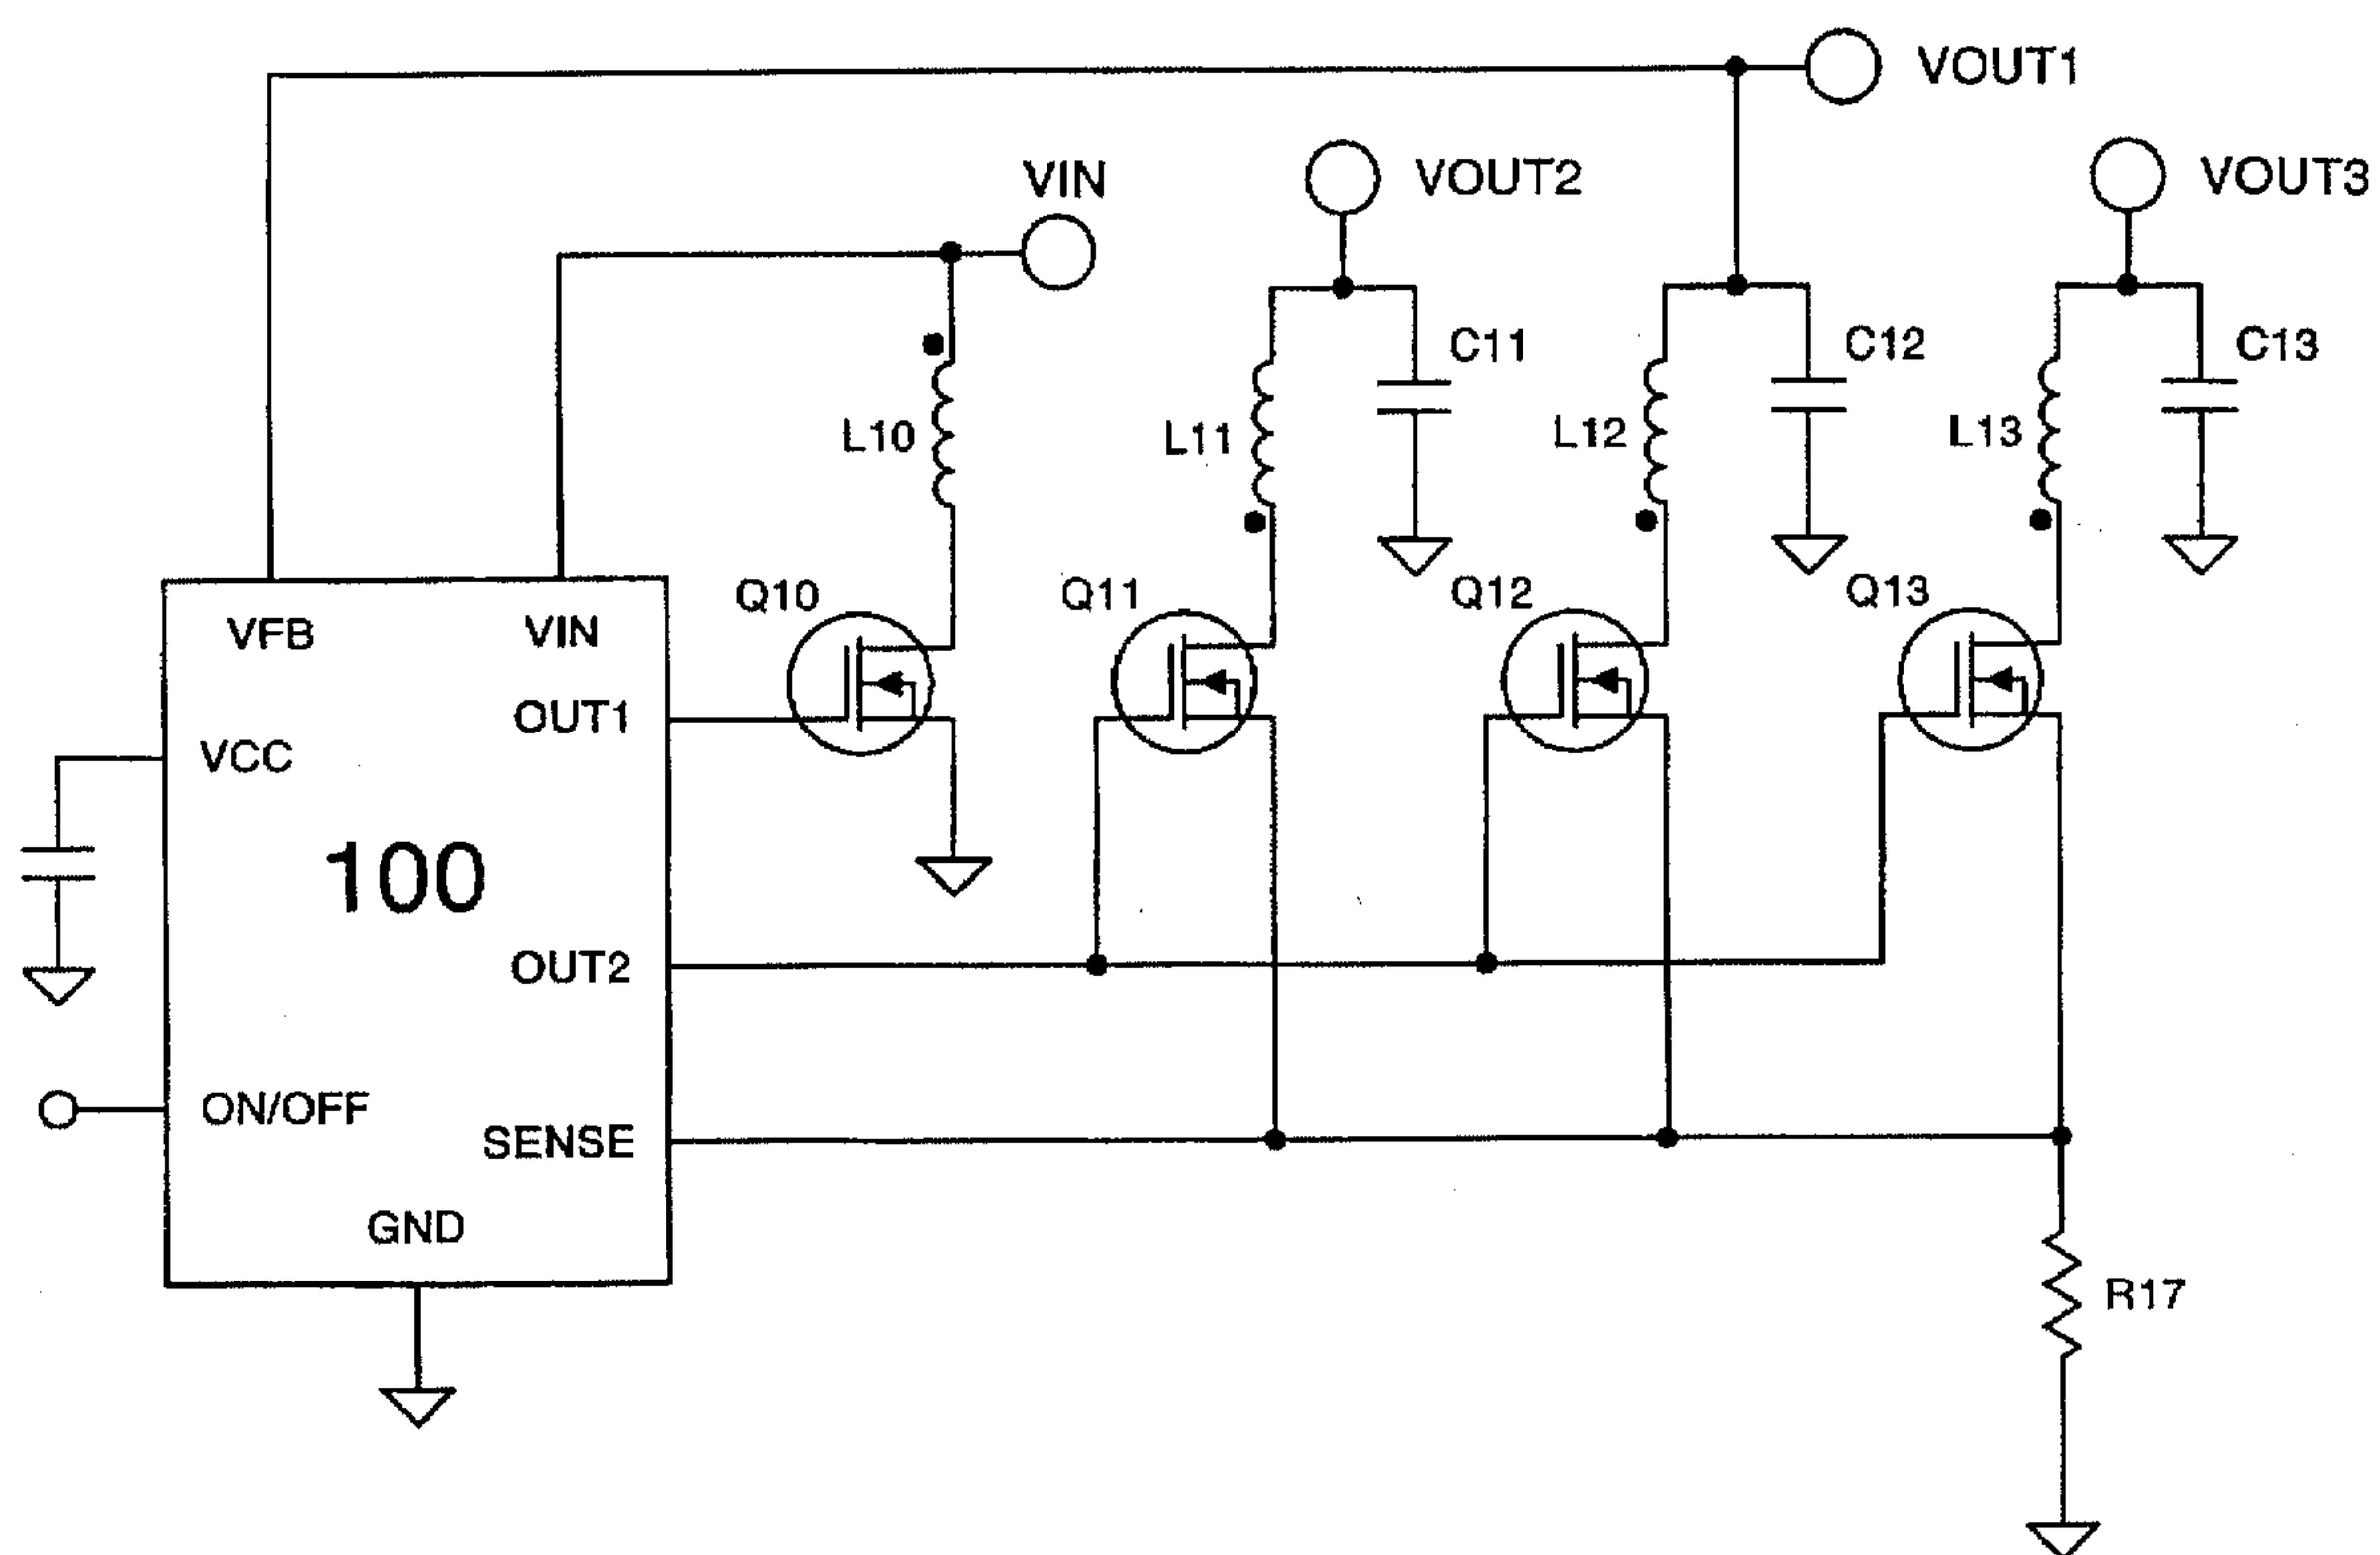 VOUT1
VIN
VOUT2
VOUT3
C11
C12
C13
L10
L11
L12
L13
Q10
Q11
Q12
Q13
VFB
VIN
OUT1
VCC
100
OUT2
ON/OFF
SENSE
GND
R17